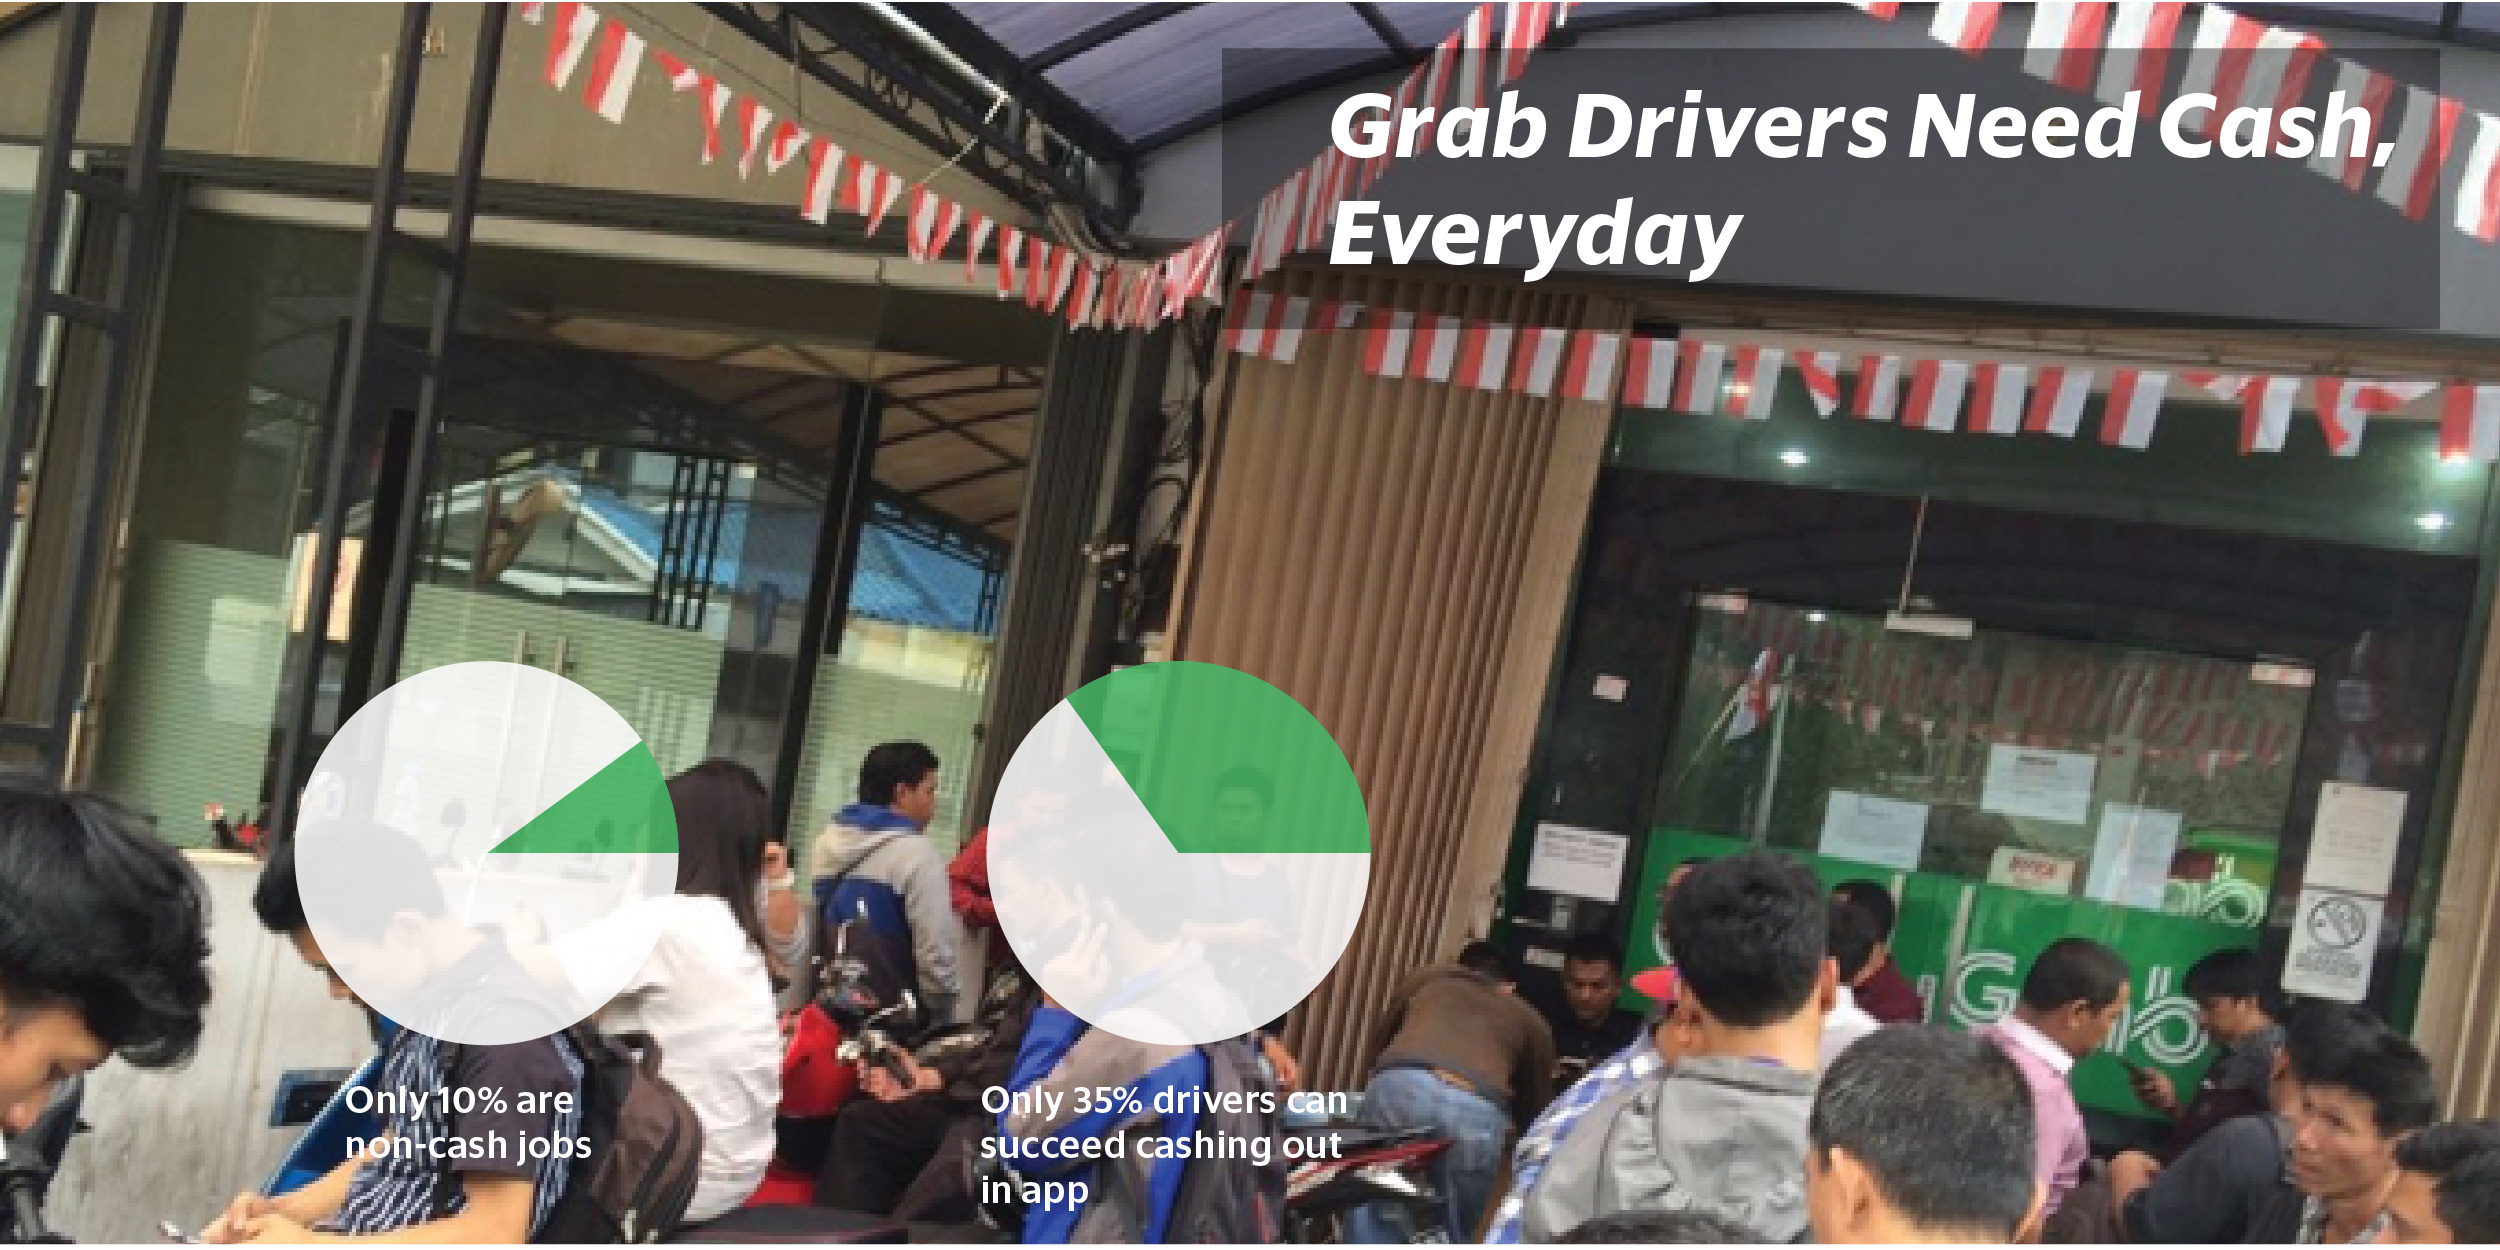 Grab Drivers Need Cash,
Everyday
Only 10% are
non-cash jobs
Only 35% drivers can
succeed cashing out
in app